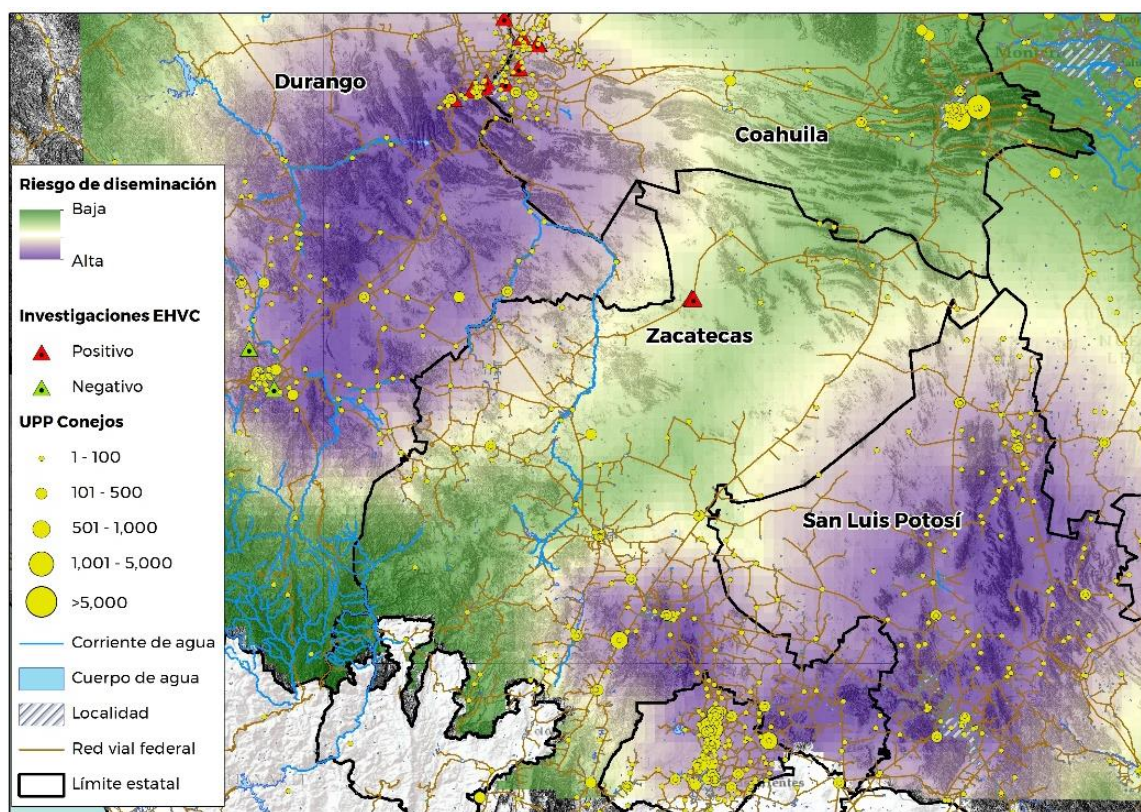 Durango
Coahuila
Zacatecas
San Luis Potosí
Riesgo de diseminación
Baja
Alta
Investigaciones EHVC
Positivo
Negativo
UPP Conejos
1 - 100
101 - 500
501 - 1,000
1,001 - 5,000
>5,000
Corriente de agua
Cuerpo de agua
Localidad
Red vial federal
Límite estatal